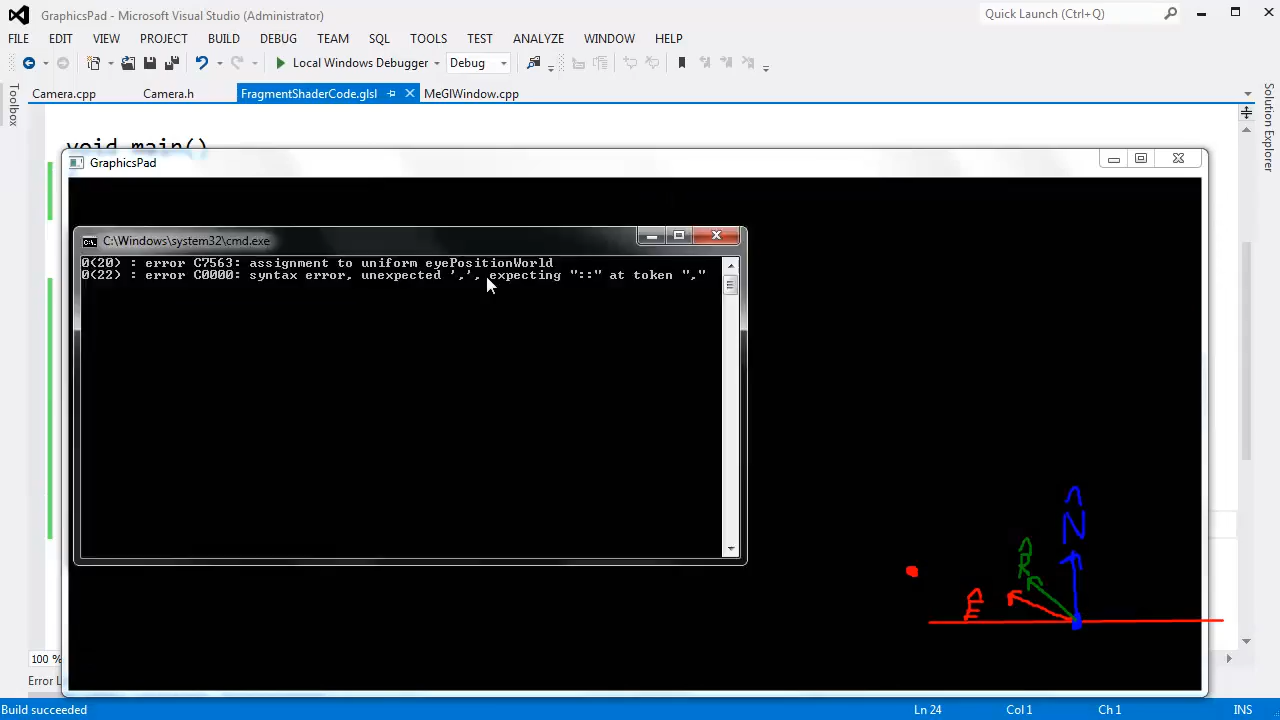 GraphicsPad - Microsoft Visual Studio (Administrator)
Quick Launch (Ctrl+Q)
FILE EDIT VIEW PROJECT BUILD DEBUG TEAM SQL TOOLS TEST ANALYZE WINDOW HELP
Local Windows Debugger Debug
Toolbox
Camera.cpp Camera.h FragmentShaderCode.glsl MeGlWindow.cpp
Solution Explorer
void main()
GraphicsPad
C:\Windows\system32\cmd.exe
0(20) : error C7563: assignment to uniform eyePositionWorld
0(22) : error C0000: syntax error, unexpected ',', expecting "::" at token ","
N
R
E
100 %
Error L
Build succeeded Ln 24 Col 1 Ch 1 INS